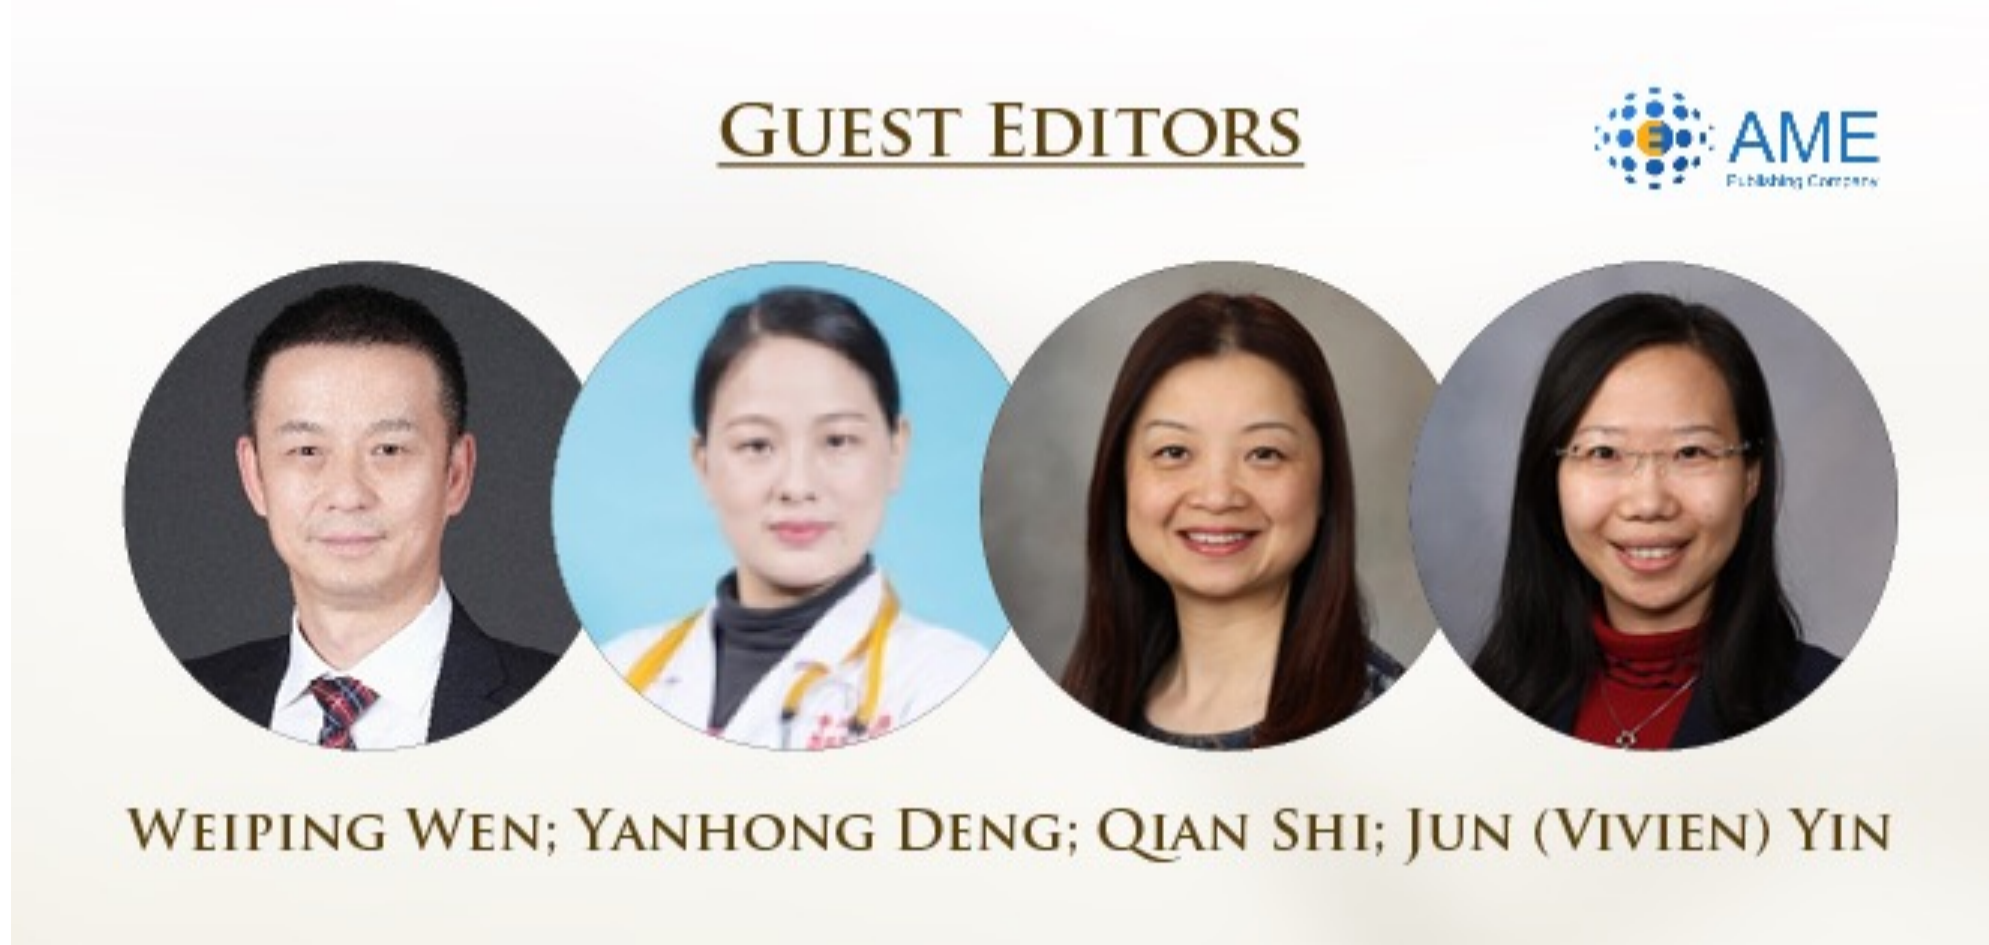 GUEST EDITORS
E AME
Publishing Company
WEIPING WEN; YANHONG DENG; QIAN SHI; JUN (VIVIEN) YIN